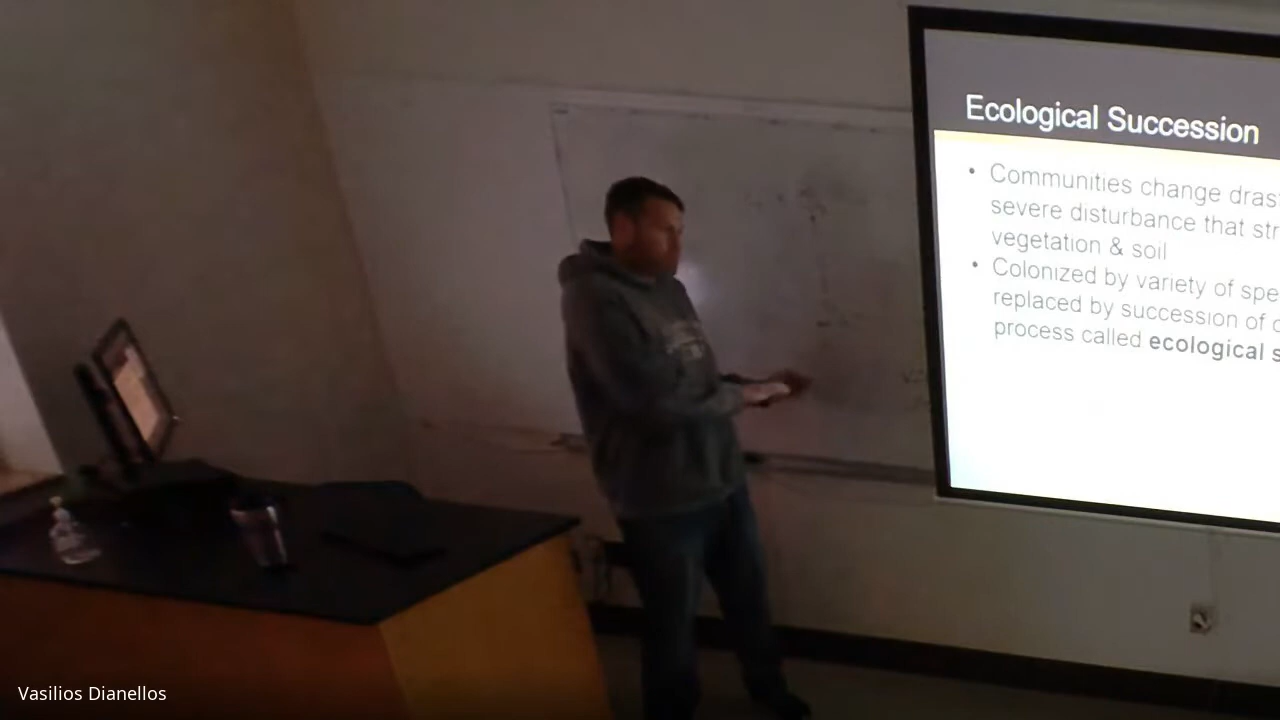 Ecological Succession
• Communities change dras
severe disturbance that str
vegetation & soil
• Colonized by variety of spe
replaced by succession of
process called ecological s
Vasilios Dianellos